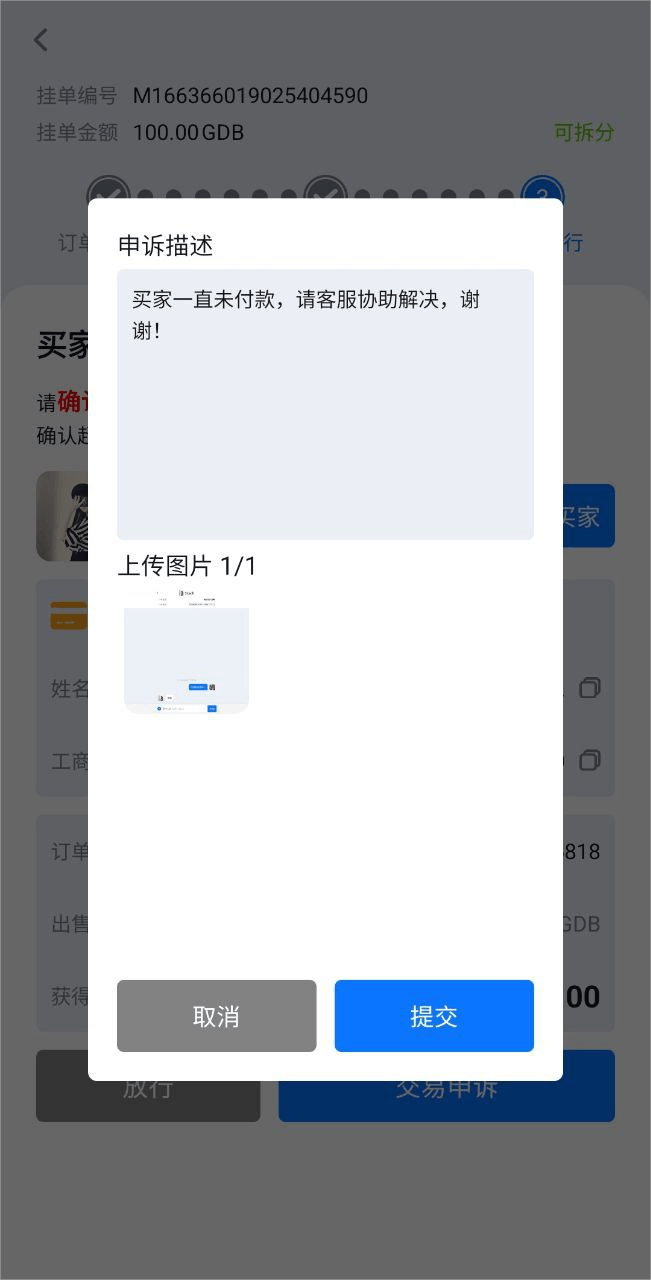 挂单编号 M166366019025404590
挂单金额 100.00GDB 可拆分
3
订单 行
申诉描述
买家一直未付款，请客服协助解决，谢
谢！
买家
请确认
确认
买家
上传图片 1/1
姓名
工商
订单 818
出售 GDB
获得 00
取消 提交
放行 交易申诉